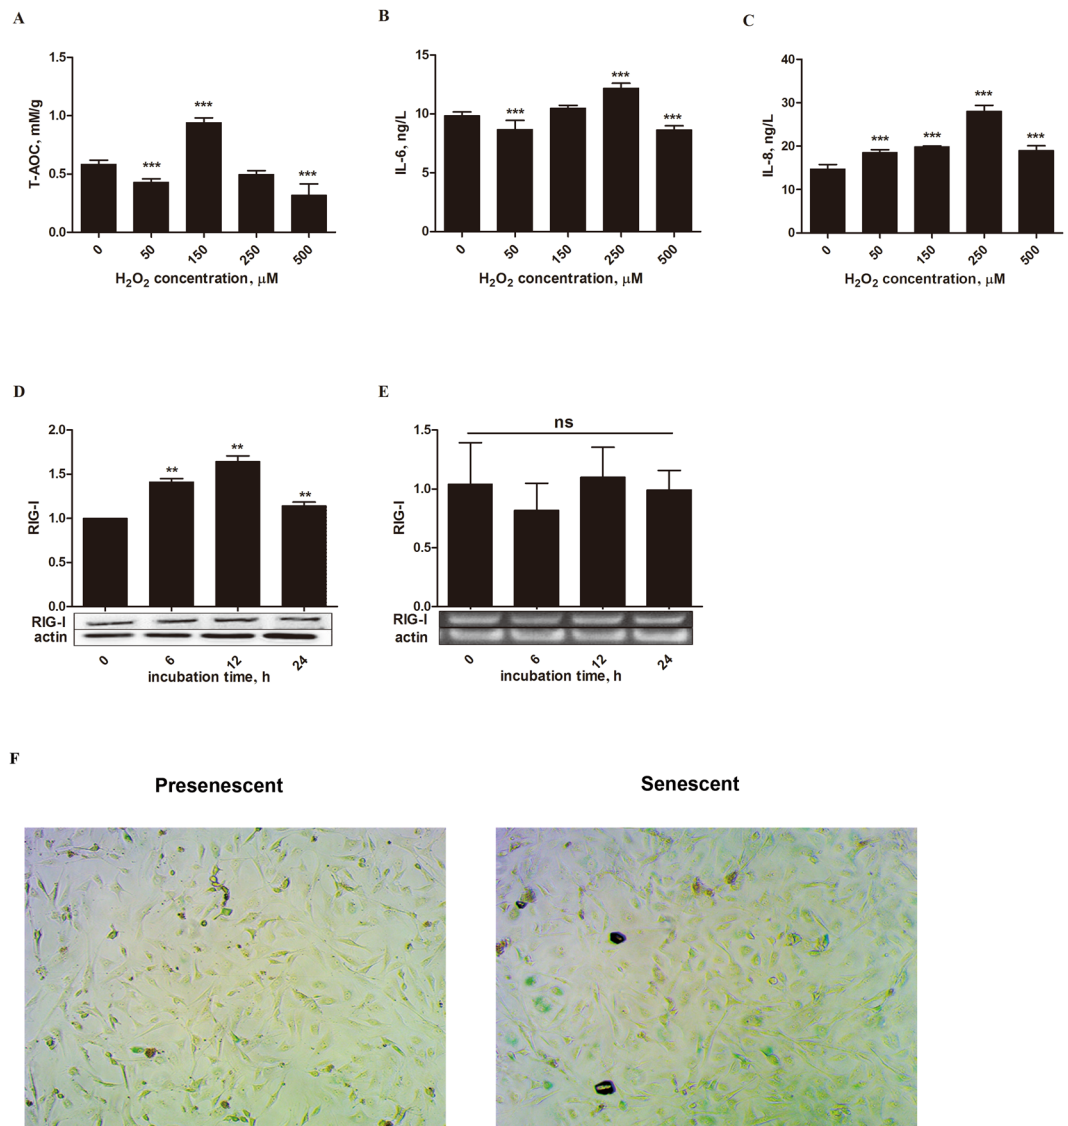 A
B
C
1.5
1.0
0.5
0.0
T-AOC, mM/g
***
***
***
0
50
150
250
500
H₂O₂ concentration, μM
15
10
5
0
IL-6, ng/L
***
***
***
0
50
150
250
500
H₂O₂ concentration, μM
40
30
20
10
0
IL-8, ng/L
***
***
***
***
0
50
150
250
500
H₂O₂ concentration, μM
D
E
2.0
1.5
1.0
0.5
0.0
RIG-I
**
**
**
RIG-I
actin
0
6
12
24
incubation time, h
ns
1.5
1.0
0.5
0.0
RIG-I
RIG-I
actin
0
6
12
24
incubation time, h
F
Presenescent
Senescent